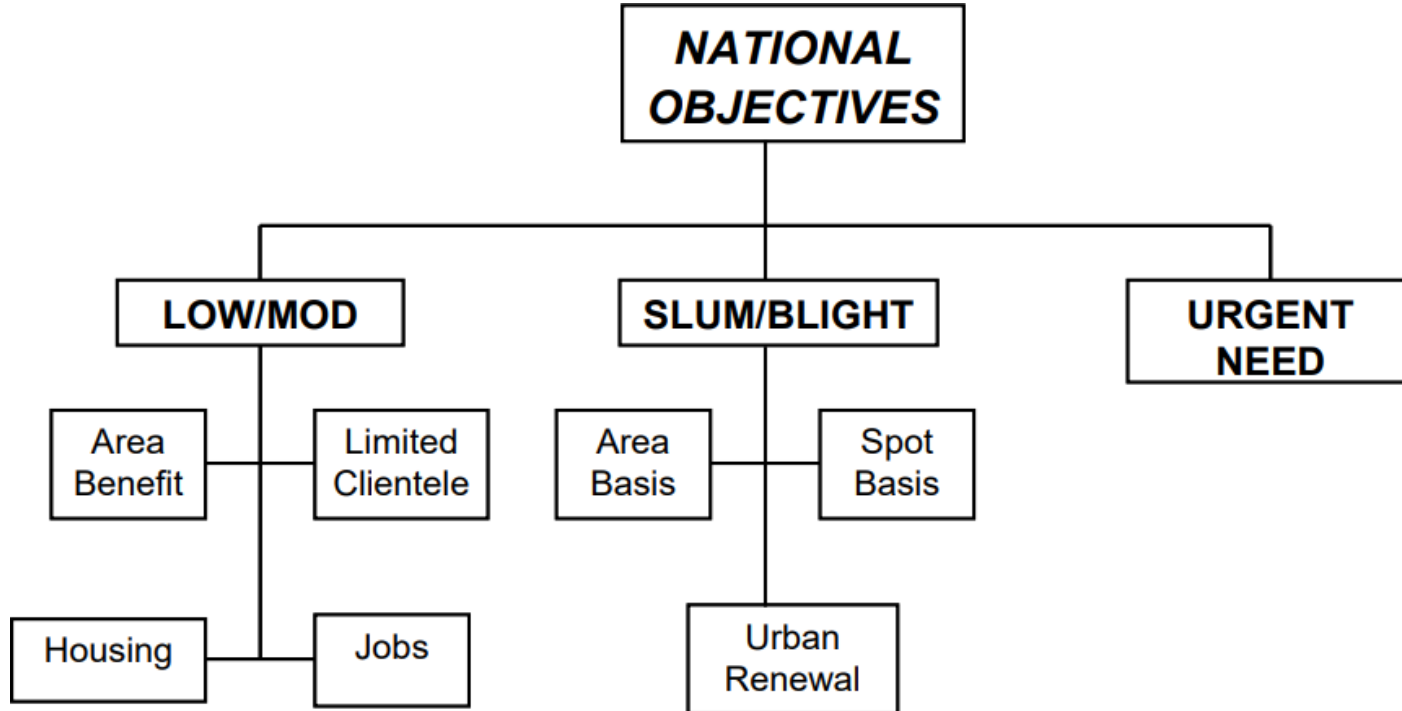 NATIONAL
OBJECTIVES
LOW/MOD
SLUM/BLIGHT
URGENT
NEED
Area
Benefit
Limited
Clientele
Area
Basis
Spot
Basis
Housing
Jobs
Urban
Renewal